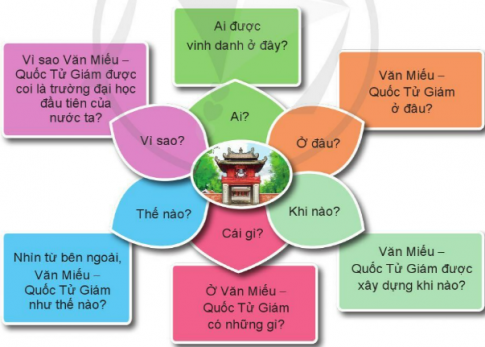 Ai được
vinh danh ở đây?
Vì sao Văn Miếu –
Quốc Tử Giám được
coi là trường đại học
đầu tiên của
nước ta?
Văn Miếu –
Quốc Tử Giám
ở đâu?
Ai?
Vì sao?
Ở đâu?
Thế nào?
Khi nào?
Cái gì?
Nhìn từ bên ngoài,
Văn Miếu –
Quốc Tử Giám
như thế nào?
Ở Văn Miếu –
Quốc Tử Giám
có những gì?
Văn Miếu –
Quốc Tử Giám được
xây dựng khi nào?